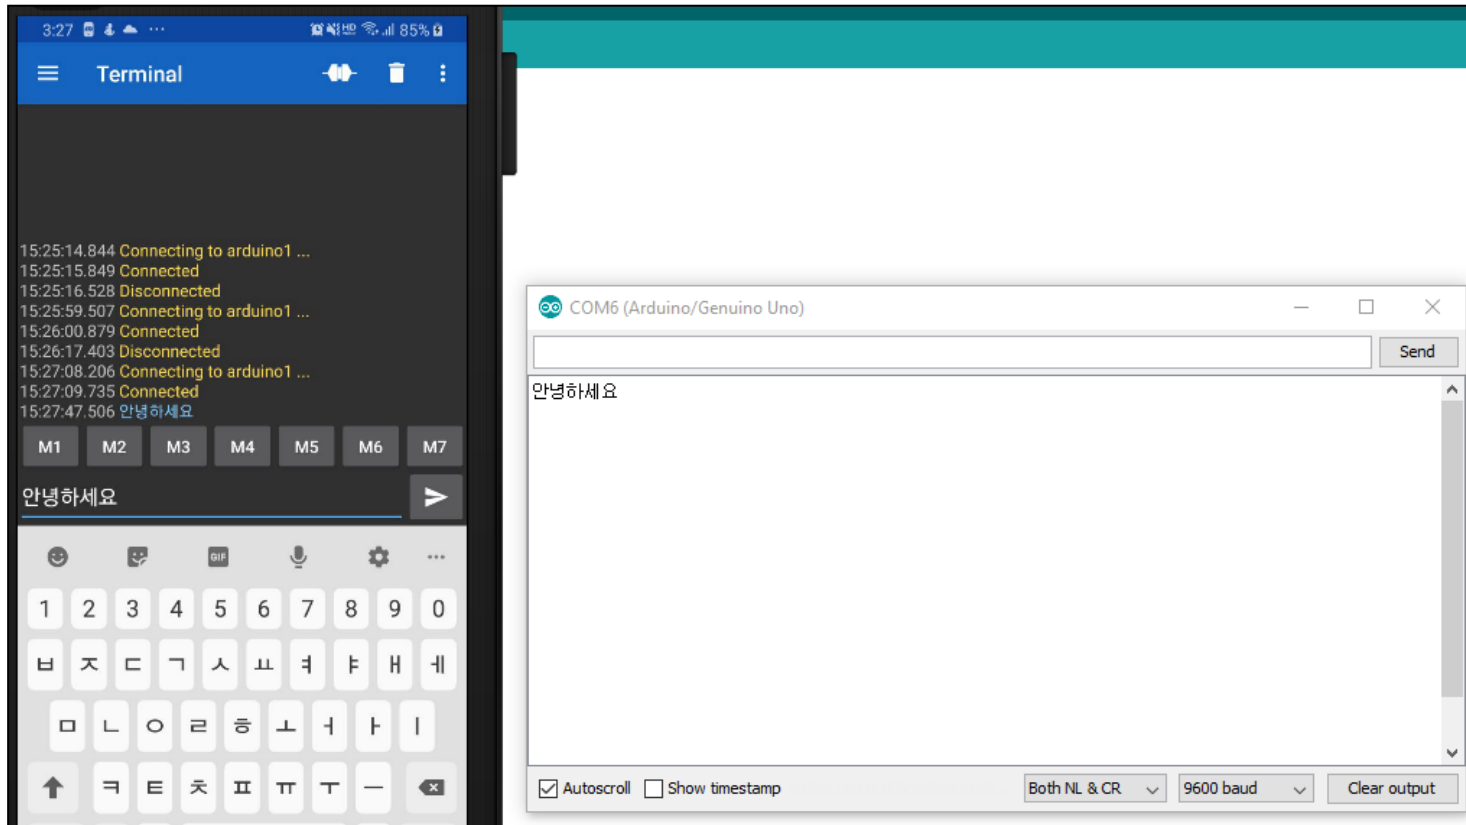 3:27 85%
Terminal
15:25:14.844 Connecting to arduino1 ...
15:25:15.849 Connected
15:25:16.528 Disconnected
15:25:59.507 Connecting to arduino1 ...
15:26:00.879 Connected
15:26:17.403 Disconnected
15:27:08.206 Connecting to arduino1 ...
15:27:09.735 Connected
15:27:47.506 안녕하세요
M1 M2 M3 M4 M5 M6 M7
안녕하세요
GIF
1 2 3 4 5 6 7 8 9 0
ㅂ ㅈ ㄷ ㄱ ㅅ ㅛ ㅕ ㅑ ㅐ ㅔ
ㅁ ㄴ ㅇ ㄹ ㅎ ㅗ ㅓ ㅏ ㅣ
ㅋ ㅌ ㅊ ㅍ ㅠ ㅜ ㅡ
COM6 (Arduino/Genuino Uno)
Send
안녕하세요
Autoscroll Show timestamp Both NL & CR 9600 baud Clear output